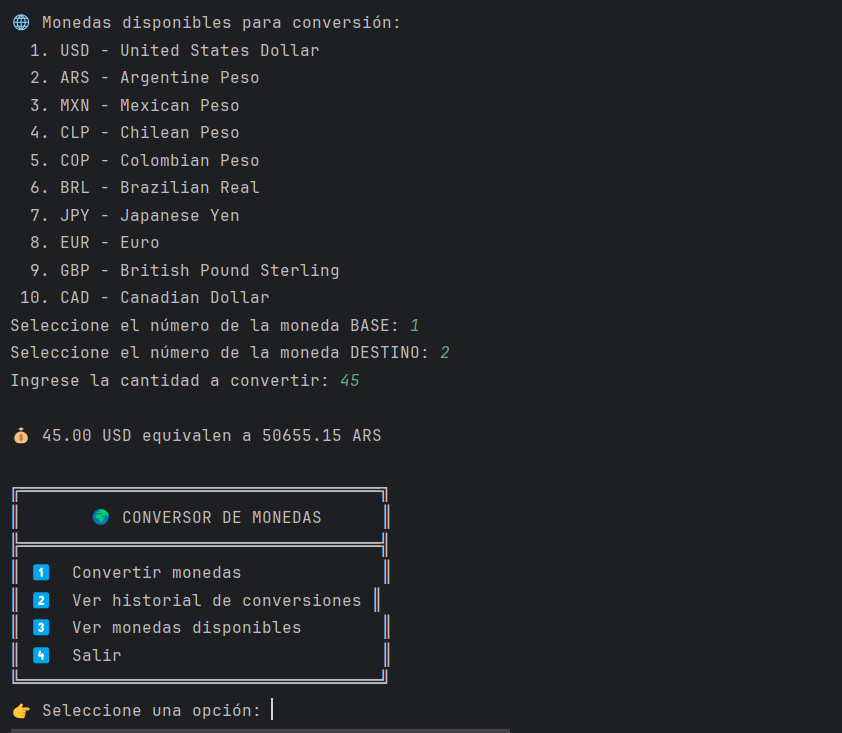 🌐 Monedas disponibles para conversión:
1. USD - United States Dollar
2. ARS - Argentine Peso
3. MXN - Mexican Peso
4. CLP - Chilean Peso
5. COP - Colombian Peso
6. BRL - Brazilian Real
7. JPY - Japanese Yen
8. EUR - Euro
9. GBP - British Pound Sterling
10. CAD - Canadian Dollar
Seleccione el número de la moneda BASE: 1
Seleccione el número de la moneda DESTINO: 2
Ingrese la cantidad a convertir: 45
💰 45.00 USD equivalen a 50655.15 ARS
🌍 CONVERSOR DE MONEDAS
1️⃣ Convertir monedas
2️⃣ Ver historial de conversiones
3️⃣ Ver monedas disponibles
4️⃣ Salir
👉 Seleccione una opción: